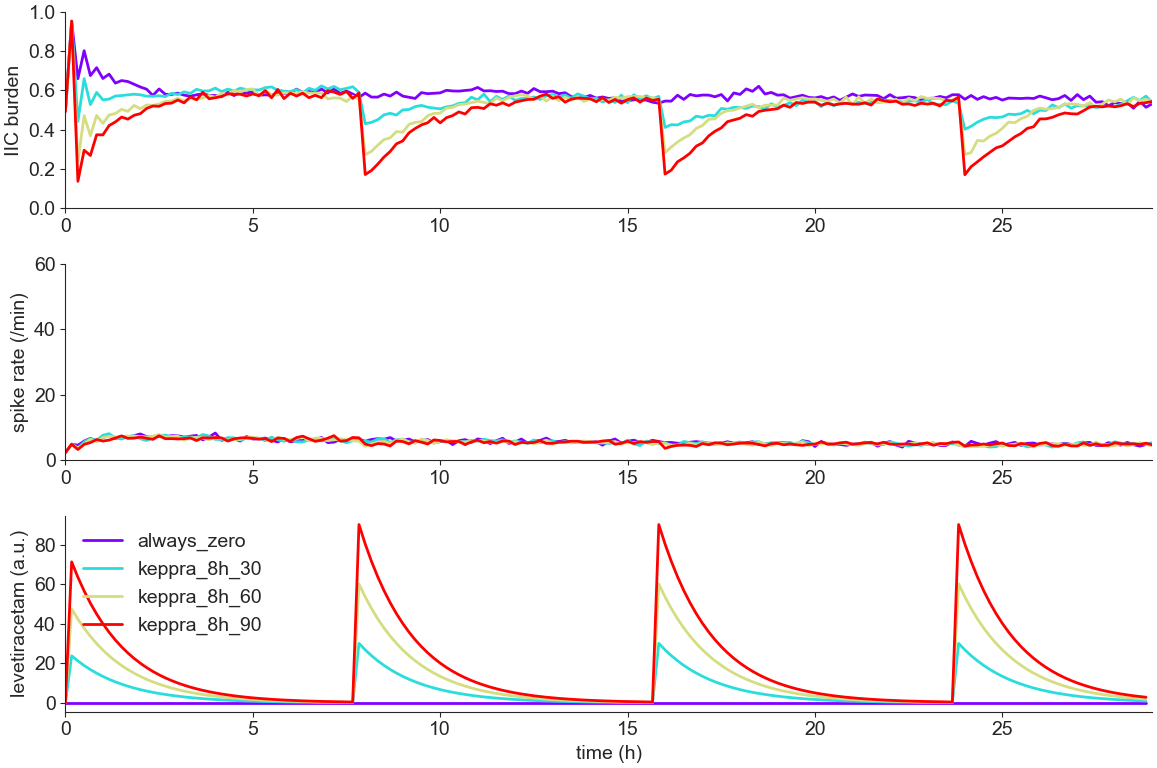 IIC burden
1.0
0.8
0.6
0.4
0.2
0.0
0 5 10 15 20 25
spike rate (/min)
60
40
20
0
0 5 10 15 20 25
levetiracetam (a.u.)
80
60
40
20
0
always_zero
keppra_8h_30
keppra_8h_60
keppra_8h_90
0 5 10 15 20 25
time (h)